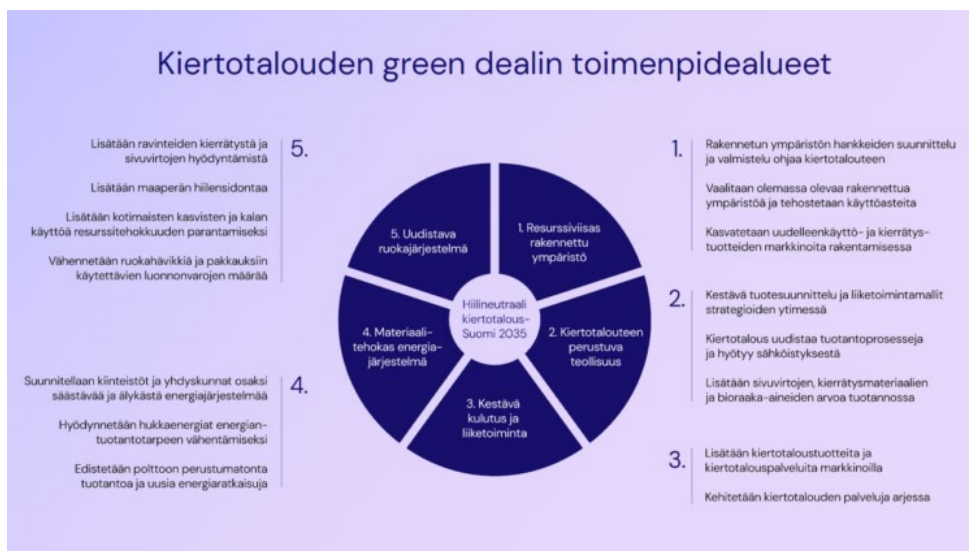 Kiertotalouden green dealin toimenpidealueet
1.
Rakennetun ympäristön hankkeiden suunnittelu
ja valmistelu ohjaa kiertotalouteen
Vaalitaan olemassa olevaa rakennettua
ympäristöä ja tehostetaan käyttöasteita
Kasvatetaan uudelleenkäyttö- ja kierrätys-
tuotteiden markkinoita rakentamisessa
2.
Kestävä tuotesuunnittelu ja liiketoimintamallit
strategioiden ytimessä
Kiertotalous uudistaa tuotantoprosesseja
ja hyötyy sähköistyksestä
Lisätään sivuvirtojen, kierrätysmateriaalien
ja bioraaka-aineiden arvoa tuotannossa
3.
Lisätään kiertotaloustuotteita ja
kiertotalouspalveluita markkinoilla
Kehitetään kiertotalouden palveluja arjessa
4.
Suunnitellaan kiinteistöt ja yhdyskunnat osaksi
säästävää ja älykästä energiajärjestelmää
Hyödynnetään hukkaenergiat energian-
tuotantotarpeen vähentämiseksi
Edistetään polttoon perustumatonta
tuotantoa ja uusia energiaratkaisuja
5.
Lisätään ravinteiden kierrätystä ja
sivuvirtojen hyödyntämistä
Lisätään maaperän hiilensidontaa
Lisätään kotimaisten kasvisten ja kalan
käyttöä resurssitehokkuuden parantamiseksi
Vähennetään ruokahävikkiä ja pakkauksiin
käytettävien luonnonvarojen määrää
1. Resurssiviisas
rakennettu
ympäristö
2. Kiertotalouteen
perustuva
teollisuus
3. Kestävä
kulutus ja
liiketoiminta
4. Materiaali-
tehokas energia-
järjestelmä
5. Uudistava
ruokajärjestelmä
Hiilineutraali
kiertotalous-
Suomi 2035